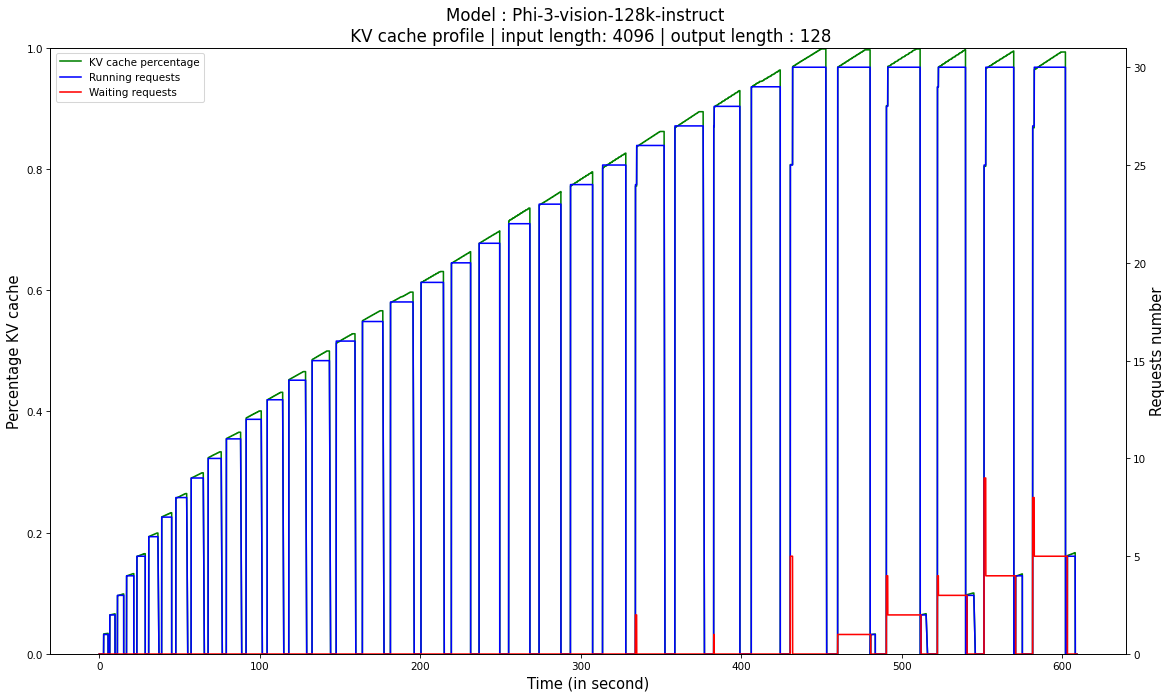 Model : Phi-3-vision-128k-instruct
KV cache profile | input length: 4096 | output length : 128
KV cache percentage
Running requests
Waiting requests
1.0
0.8
0.6
0.4
0.2
0.0
Percentage KV cache
30
25
20
15
10
5
0
Requests number
0 100 200 300 400 500 600
Time (in second)